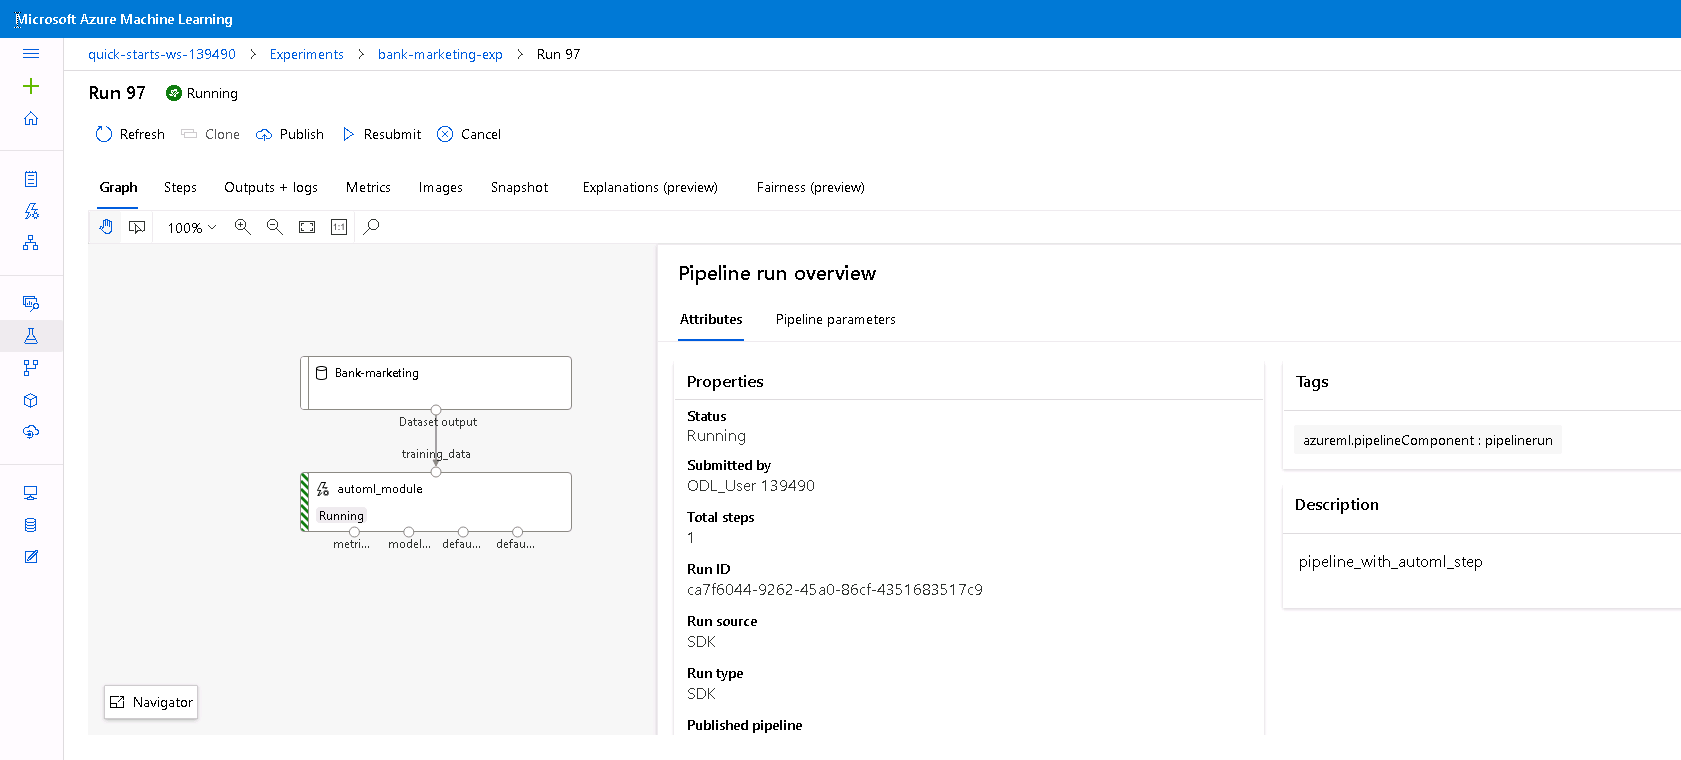 Microsoft Azure Machine Learning
quick-starts-ws-139490 > Experiments > bank-marketing-exp > Run 97
Run 97 Running
Refresh Clone Publish Resubmit Cancel
Graph Steps Outputs + logs Metrics Images Snapshot Explanations (preview) Fairness (preview)
100% 1:1
Bank-marketing
Dataset output
training_data
automl_module
Running
metri... model... defau... defau...
Navigator
Pipeline run overview
Attributes Pipeline parameters
Properties
Status
Running
Submitted by
ODL_User 139490
Total steps
1
Run ID
ca7f6044-9262-45a0-86cf-4351683517c9
Run source
SDK
Run type
SDK
Published pipeline
Tags
azureml.pipelineComponent : pipelinerun
Description
pipeline_with_automl_step